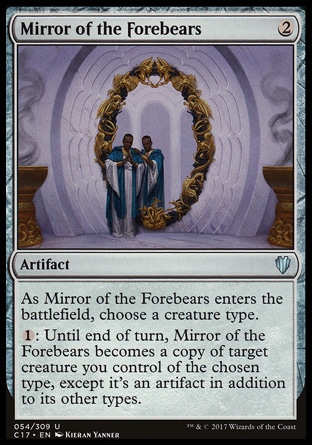 Mirror of the Forebears 2
Artifact
As Mirror of the Forebears enters the
battlefield, choose a creature type.
1: Until end of turn, Mirror of the
Forebears becomes a copy of target
creature you control of the chosen
type, except it's an artifact in addition
to its other types.
054/309 U
C17 • EN Kieran Yanner
™ & © 2017 Wizards of the Coast